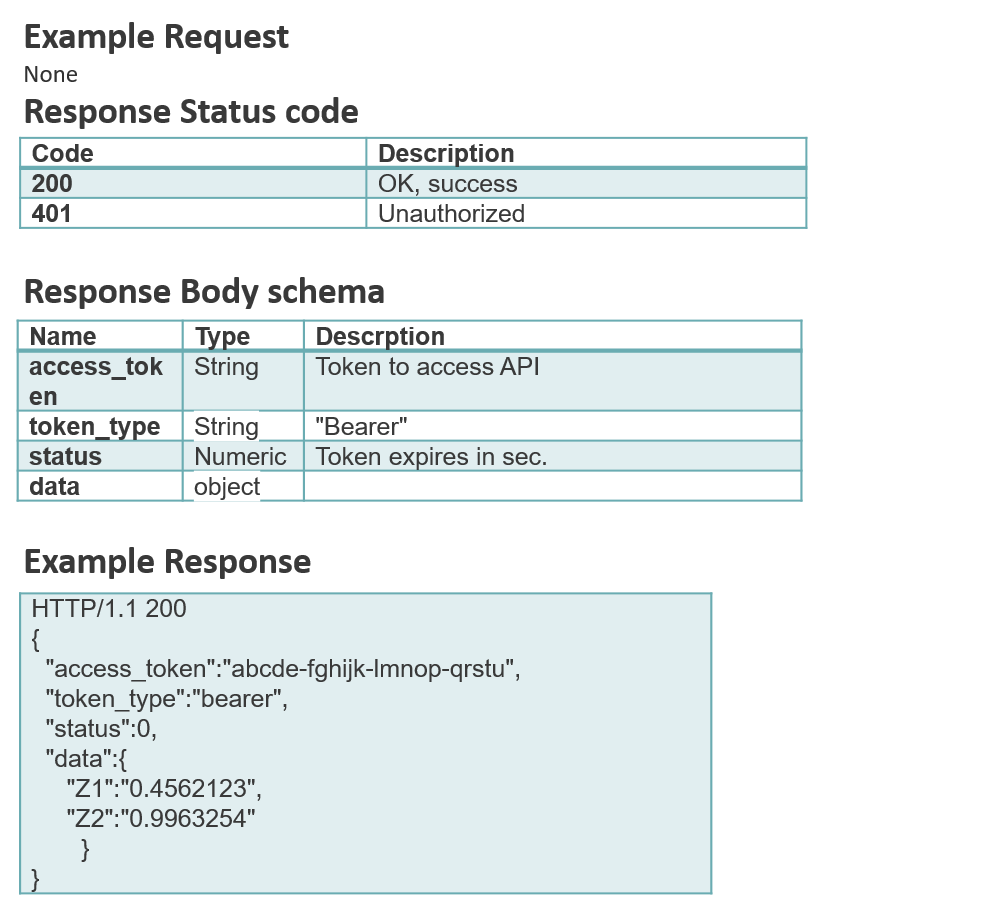 Example Request
None
Response Status code
Code Description
200 OK, success
401 Unauthorized
Response Body schema
Name Type Descrption
access_tok String Token to access API
en
token_type String "Bearer"
status Numeric Token expires in sec.
data object
Example Response
HTTP/1.1 200
{
"access_token":"abcde-fghijk-lmnop-qrstu",
"token_type":"bearer",
"status":0,
"data":{
"Z1":"0.4562123",
"Z2":"0.9963254"
}
}